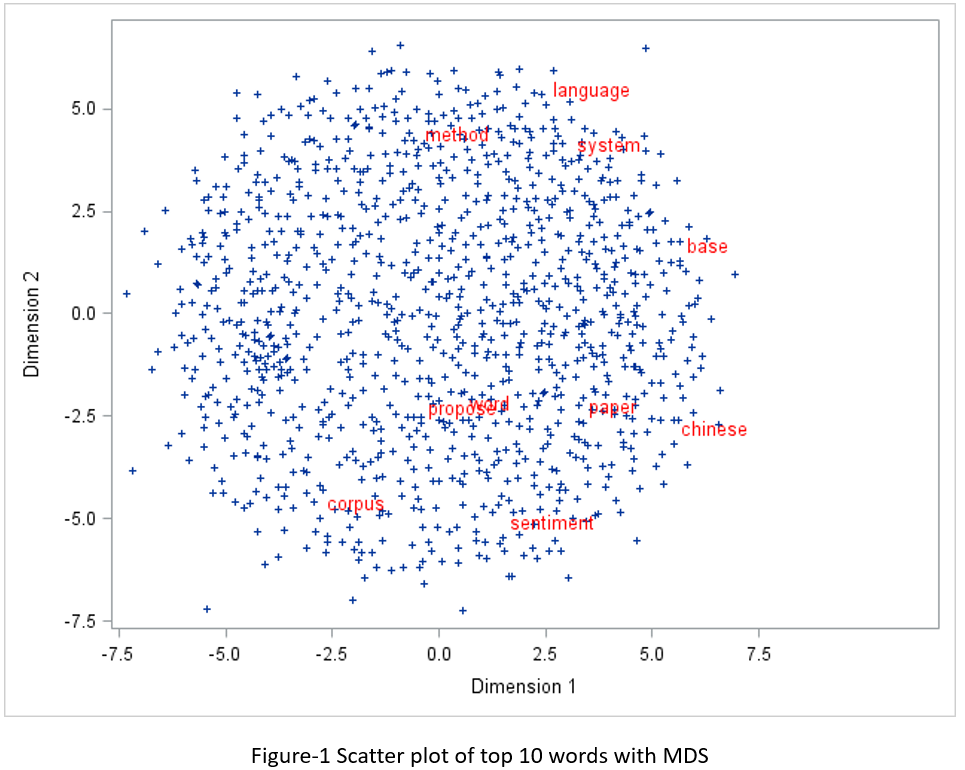 5.0
2.5
0.0
-2.5
-5.0
-7.5
Dimension 2
language
method
system
base
word
propose
paper
chinese
corpus
sentiment
-7.5 -5.0 -2.5 0.0 2.5 5.0 7.5
Dimension 1
Figure-1 Scatter plot of top 10 words with MDS